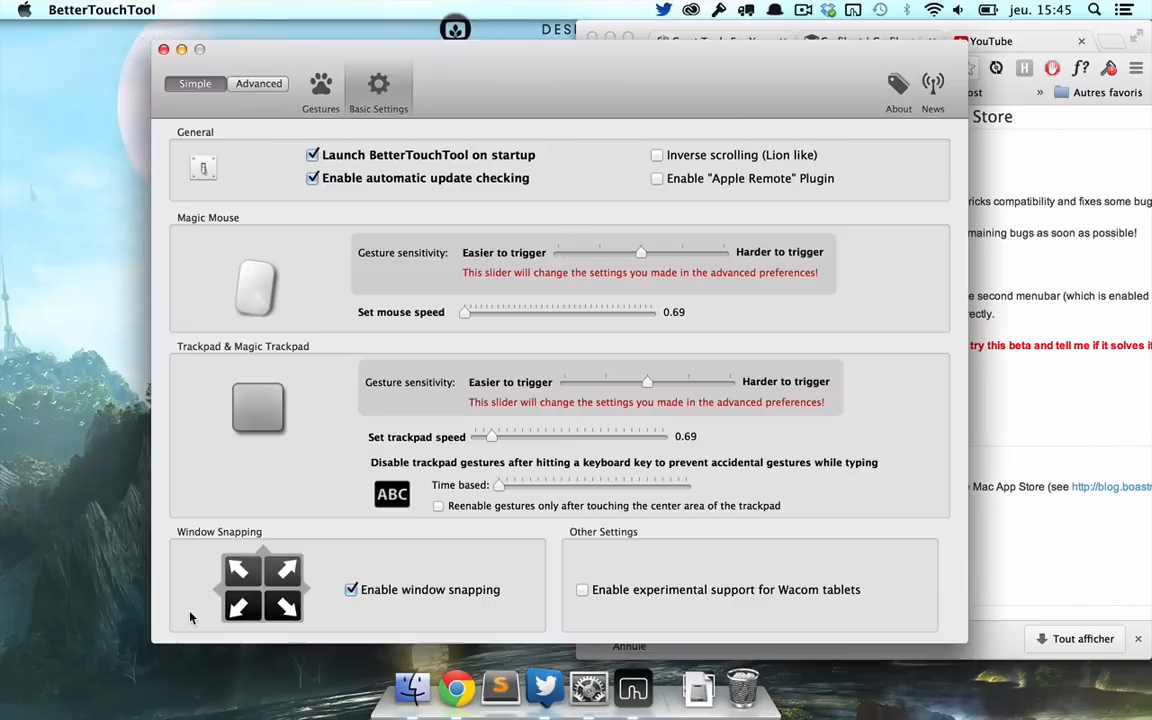 BetterTouchTool
jeu. 15:45
DESI
YouTube
Simple
Advanced
Gestures
Basic Settings
About
News
H
f?
ost
»
Autres favoris
Store
General
Launch BetterTouchTool on startup
Inverse scrolling (Lion like)
Enable automatic update checking
Enable "Apple Remote" Plugin
ricks compatibility and fixes some bug
maining bugs as soon as possible!
e second menubar (which is enabled
rectly.
try this beta and tell me if it solves it
Magic Mouse
Gesture sensitivity:
Easier to trigger
Harder to trigger
This slider will change the settings you made in the advanced preferences!
Set mouse speed
0.69
Trackpad & Magic Trackpad
Gesture sensitivity:
Easier to trigger
Harder to trigger
This slider will change the settings you made in the advanced preferences!
Set trackpad speed
0.69
Disable trackpad gestures after hitting a keyboard key to prevent accidental gestures while typing
ABC
Time based:
Reenable gestures only after touching the center area of the trackpad
e Mac App Store (see http://blog.boastr
Window Snapping
Enable window snapping
Other Settings
Enable experimental support for Wacom tablets
Tout afficher
Annulé
S